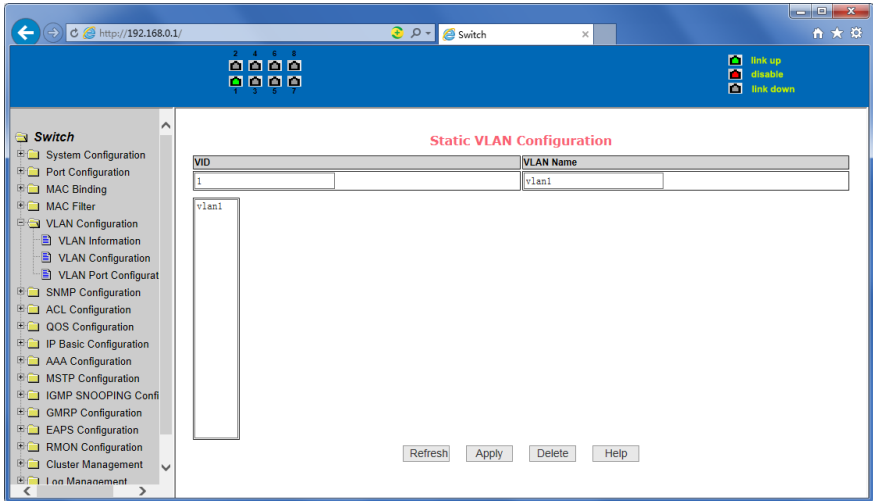 http://192.168.0.1/
Switch
2 4 6 8
1 3 5 7
link up
disable
link down
Switch
System Configuration
Port Configuration
MAC Binding
MAC Filter
VLAN Configuration
VLAN Information
VLAN Configuration
VLAN Port Configurat
SNMP Configuration
ACL Configuration
QOS Configuration
IP Basic Configuration
AAA Configuration
MSTP Configuration
IGMP SNOOPING Confi
GMRP Configuration
EAPS Configuration
RMON Configuration
Cluster Management
Log Management
Static VLAN Configuration
VID VLAN Name
1 vlan1
vlan1
Refresh Apply Delete Help